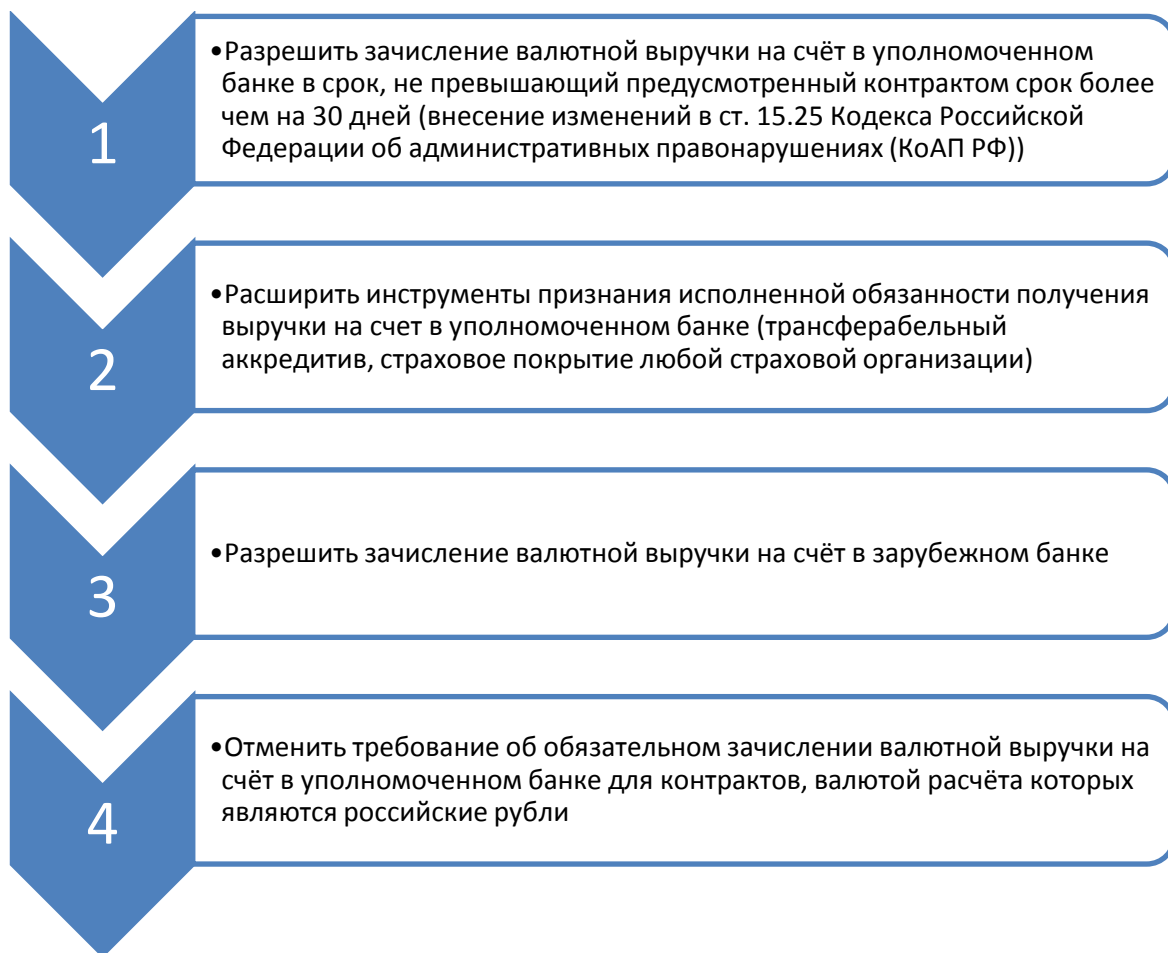 1
•Разрешить зачисление валютной выручки на счёт в уполномоченном
банке в срок, не превышающий предусмотренный контрактом срок более
чем на 30 дней (внесение изменений в ст. 15.25 Кодекса Российской
Федерации об административных правонарушениях (КоАП РФ))
2
•Расширить инструменты признания исполненной обязанности получения
выручки на счет в уполномоченном банке (трансферабельный
аккредитив, страховое покрытие любой страховой организации)
3
•Разрешить зачисление валютной выручки на счёт в зарубежном банке
4
•Отменить требование об обязательном зачислении валютной выручки на
счёт в уполномоченном банке для контрактов, валютой расчёта которых
являются российские рубли